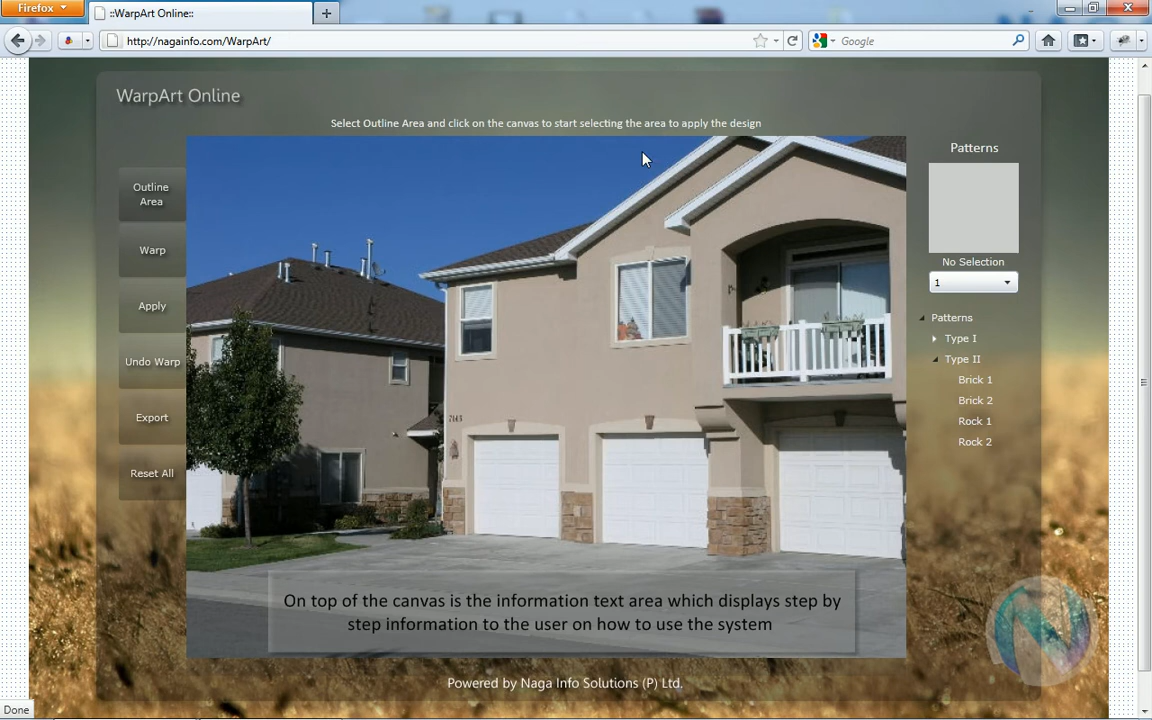 Firefox
::WarpArt Online::
http://nagainfo.com/WarpArt/
Google
WarpArt Online
Select Outline Area and click on the canvas to start selecting the area to apply the design
Outline
Area
Warp
Apply
Undo Warp
Export
Reset All
7143
Patterns
No Selection
1
Patterns
Type I
Type II
Brick 1
Brick 2
Rock 1
Rock 2
On top of the canvas is the information text area which displays step by
step information to the user on how to use the system
Powered by Naga Info Solutions (P) Ltd.
Done